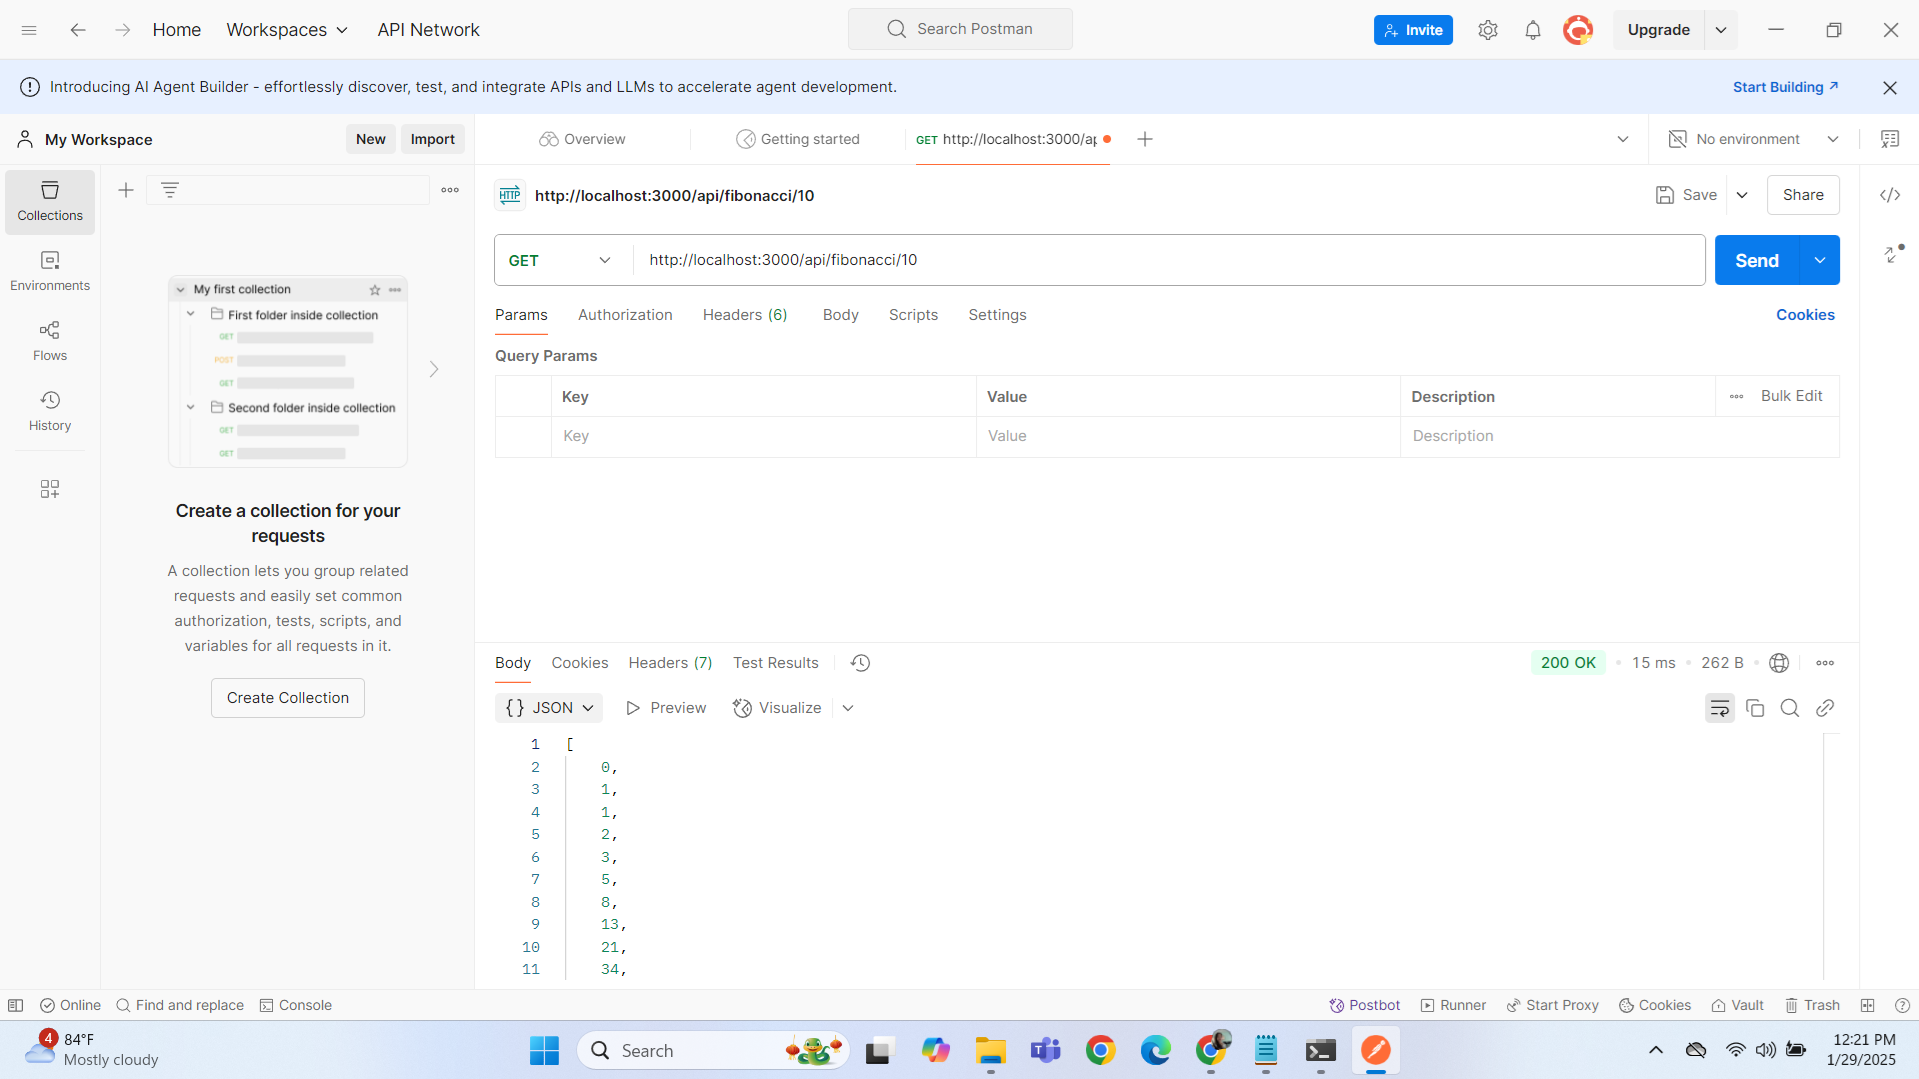 Home Workspaces API Network Search Postman Invite Upgrade
Introducing AI Agent Builder - effortlessly discover, test, and integrate APIs and LLMs to accelerate agent development. Start Building
My Workspace New Import Overview Getting started GET http://localhost:3000/ap No environment
Collections
Environments
Flows
History
My first collection
First folder inside collection
GET
POST
GET
Second folder inside collection
GET
GET
Create a collection for your
requests
A collection lets you group related
requests and easily set common
authorization, tests, scripts, and
variables for all requests in it.
Create Collection
HTTP http://localhost:3000/api/fibonacci/10 Save Share
GET http://localhost:3000/api/fibonacci/10 Send
Params Authorization Headers (6) Body Scripts Settings Cookies
Query Params
Key Value Description Bulk Edit
Key Value Description
Body Cookies Headers (7) Test Results 200 OK • 15 ms • 262 B
{} JSON Preview Visualize
1 [
2 0,
3 1,
4 1,
5 2,
6 3,
7 5,
8 8,
9 13,
10 21,
11 34,
Online Find and replace Console Postbot Runner Start Proxy Cookies Vault Trash
4 84°F
Mostly cloudy
Search
12:21 PM
1/29/2025